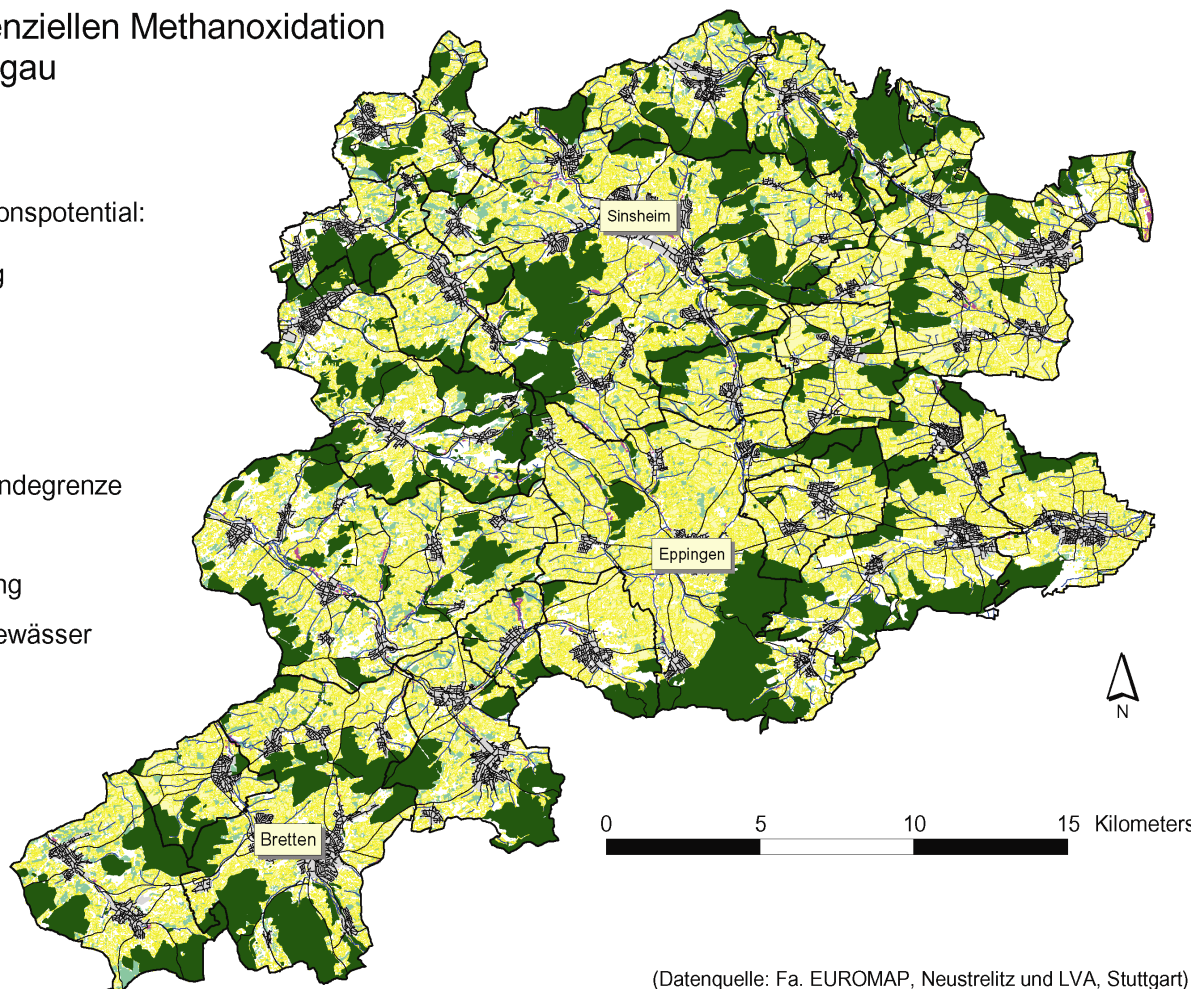 enziellen Methanoxidation
gau
onspotential:
g
ndegrenze
ng
ewässer
Sinsheim
Eppingen
Bretten
N
0 5 10 15 Kilometers
(Datenquelle: Fa. EUROMAP, Neustrelitz und LVA, Stuttgart)